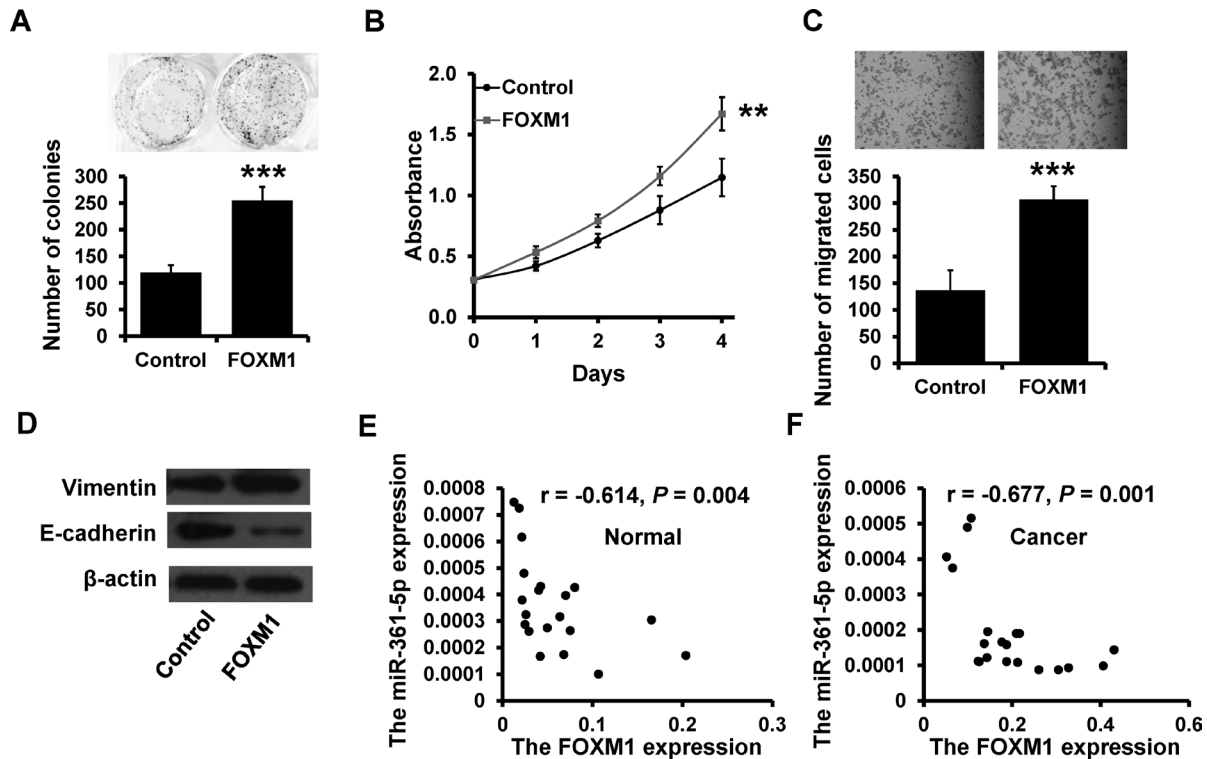 A
Number of colonies
300
250
200
150
100
50
0
***
Control
FOXM1
B
Absorbance
2.0
1.5
1.0
0.5
0.0
Control
FOXM1
**
0
1
2
3
4
Days
C
Number of migrated cells
350
300
250
200
150
100
50
0
***
Control
FOXM1
D
Vimentin
E-cadherin
β-actin
Control
FOXM1
E
The miR-361-5p expression
0.0008
0.0007
0.0006
0.0005
0.0004
0.0003
0.0002
0.0001
0
r = -0.614, P = 0.004
Normal
0
0.1
0.2
0.3
The FOXM1 expression
F
The miR-361-5p expression
0.0006
0.0005
0.0004
0.0003
0.0002
0.0001
0
r = -0.677, P = 0.001
Cancer
0
0.2
0.4
0.6
The FOXM1 expression